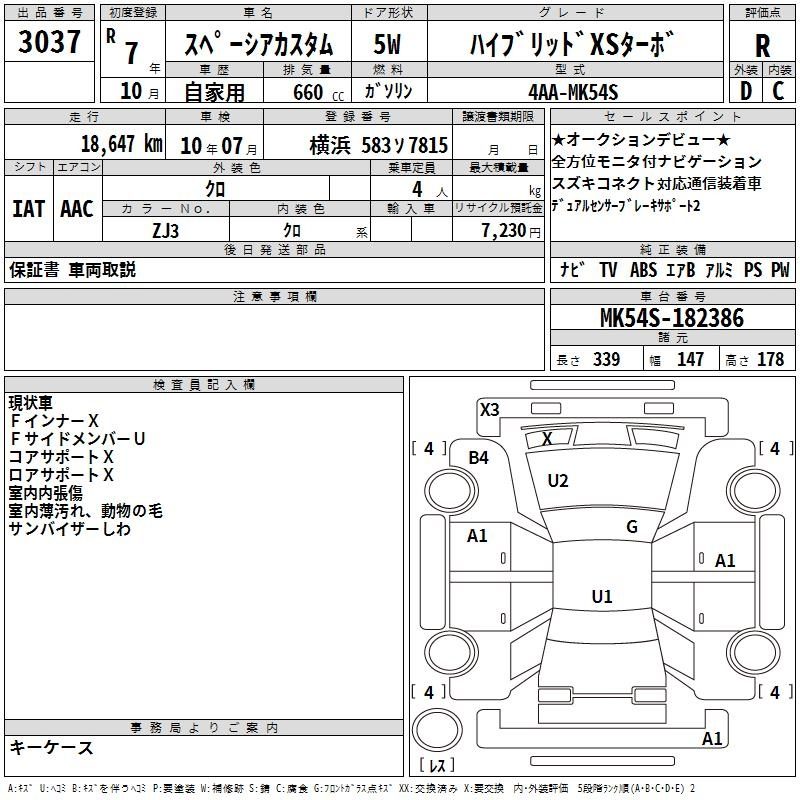 出品番号 初度登録 車名 ドア形状 グレード 評価点
3037 R 7 年 スペーシアカスタム 5W ハイブリッドXSターボ R
車歴 排気量 燃料 型式 外装 内装
10 月 自家用 660 cc ガソリン 4AA-MK54S D C
走行 車検 登録番号 譲渡書類期限 セールスポイント
18,647 km 10 年 07 月 横浜 583 ソ 7815 月 日
★オークションデビュー★
全方位モニタ付ナビゲーション
スズキコネクト対応通信装着車
デュアルセンサーブレーキサポート2
シフト エアコン 外装色 乗車定員 最大積載量
IAT AAC クロ 4 人 kg
カラーNo. 内装色 輸入車 リサイクル預託金
ZJ3 クロ 系 7,230 円
後日発送部品 純正装備
保証書 車両取説 ナビ TV ABS エアB アルミ PS PW
注意事項欄 車台番号
MK54S-182386
諸元
長さ 339 幅 147 高さ 178
検査員記入欄
現状車
FインナーX
FサイドメンバーU
コアサポートX
ロアサポートX
室内内張傷
室内薄汚れ、動物の毛
サンバイザーしわ
事務局よりご案内
キーケース
X3
X
[ 4 ] [ 4 ]
B4
U2
G
A1
A1
U1
[ 4 ] [ 4 ]
A1
[ レス ]
A:キズ U:ヘコミ B:キズを伴うヘコミ P:要塗装 W:補修跡 S:錆 C:腐食 G:フロントガラス点キズ XX:交換済み X:要交換 内・外装評価 5段階ランク順(A・B・C・D・E) 2